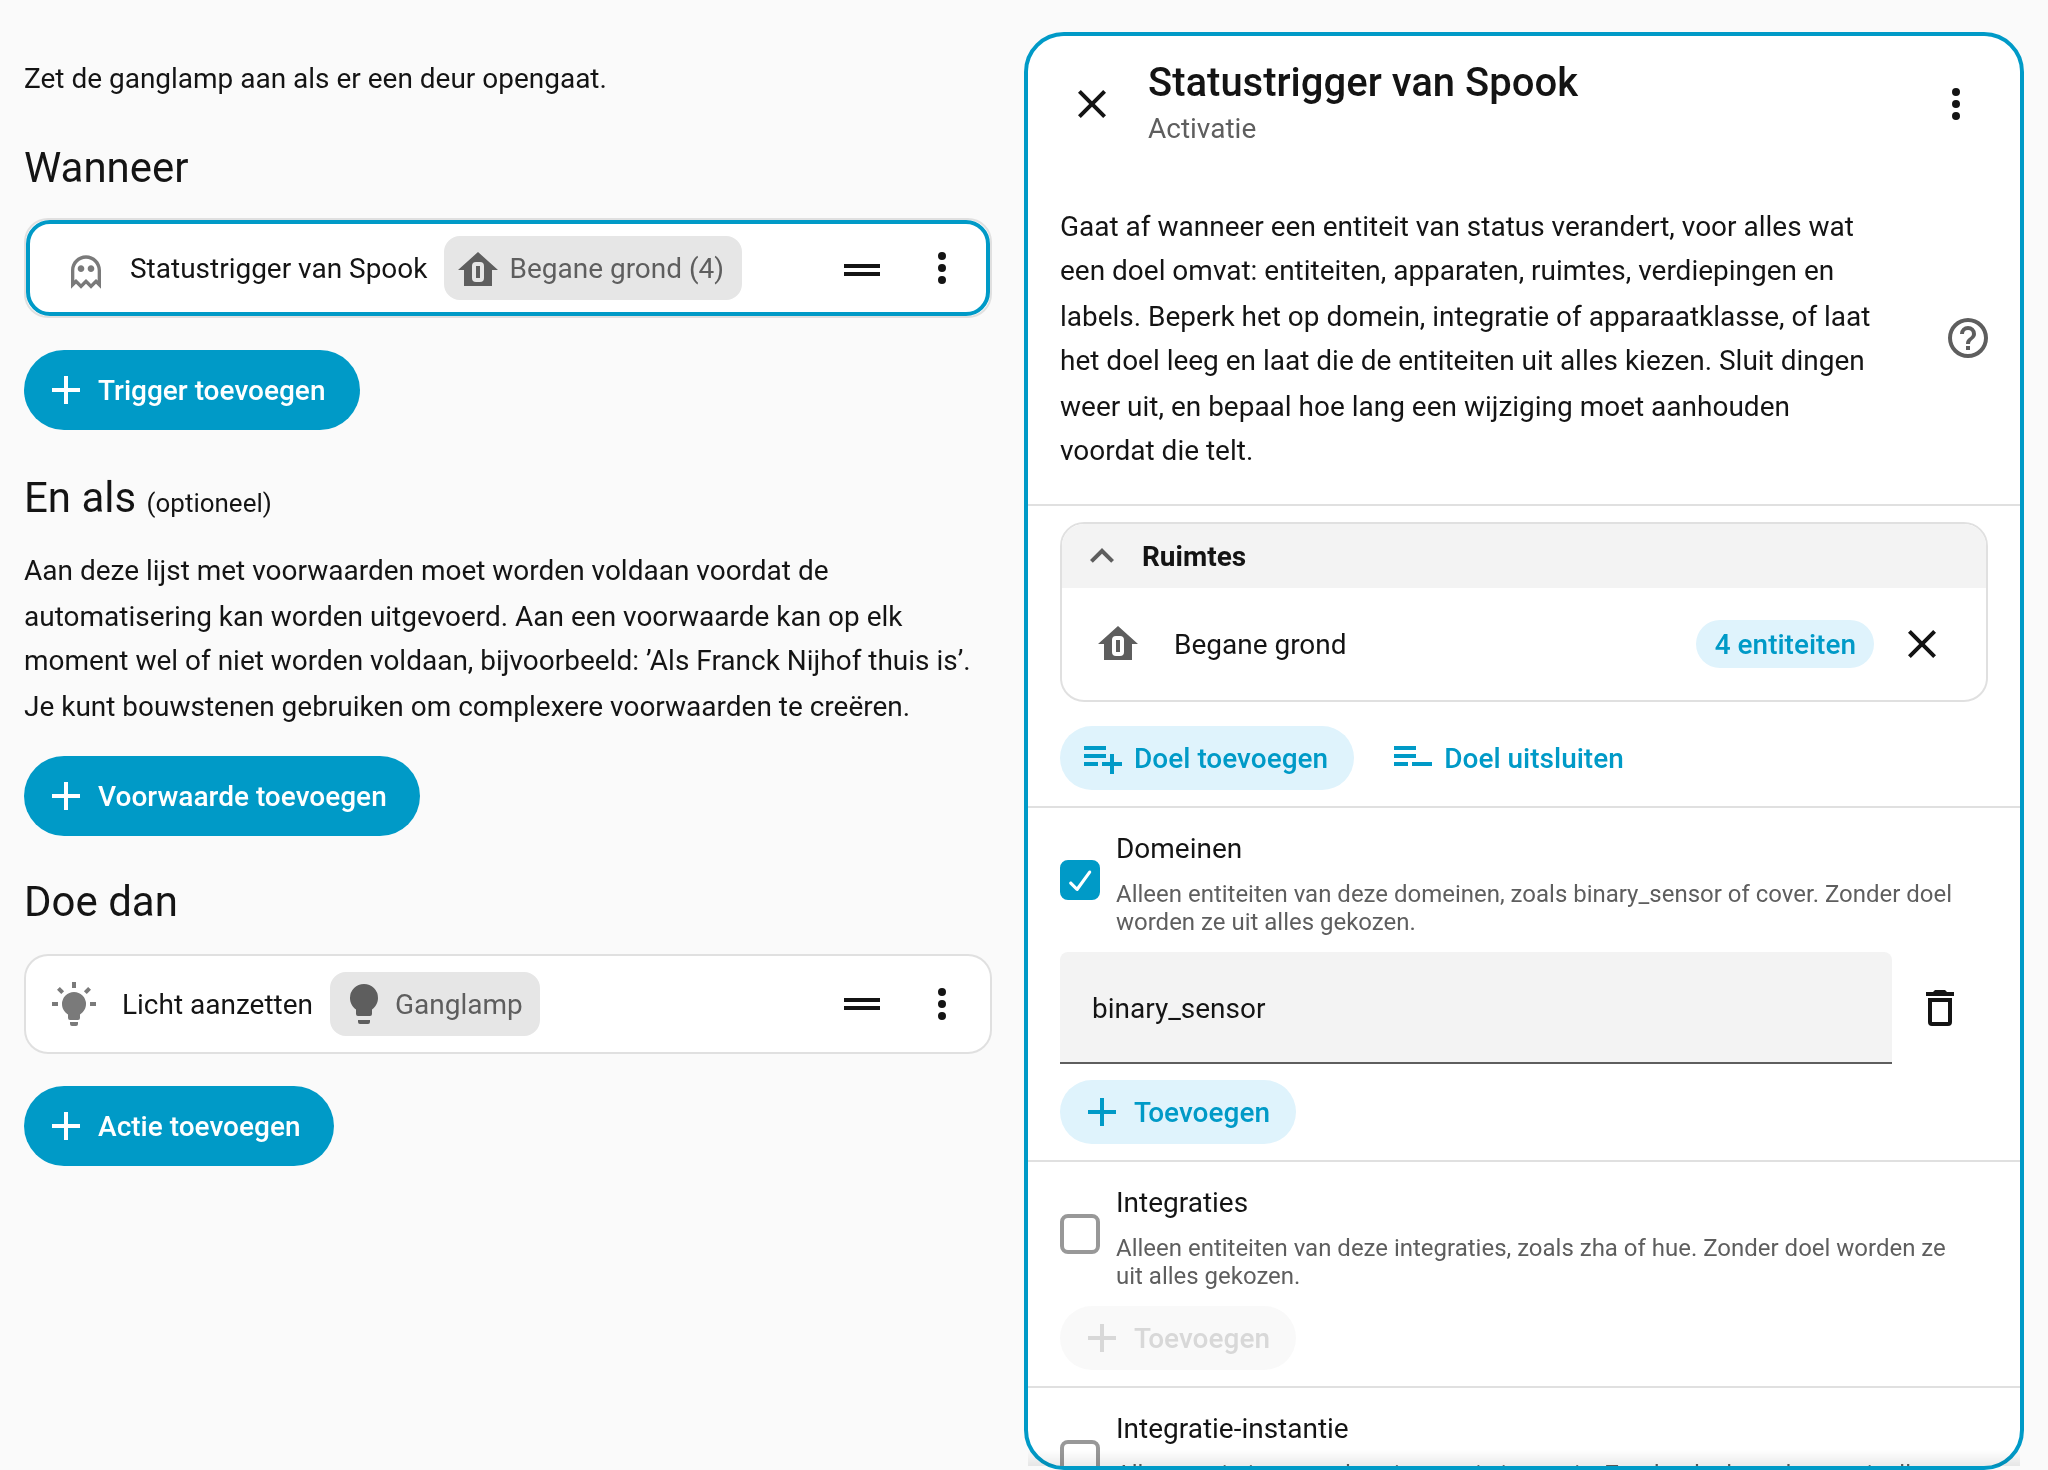 Zet de ganglamp aan als er een deur opengaat.
Wanneer
Statustrigger van Spook
Begane grond (4)
Trigger toevoegen
En als (optioneel)
Aan deze lijst met voorwaarden moet worden voldaan voordat de
automatisering kan worden uitgevoerd. Aan een voorwaarde kan op elk
moment wel of niet worden voldaan, bijvoorbeeld: ’Als Franck Nijhof thuis is’.
Je kunt bouwstenen gebruiken om complexere voorwaarden te creëren.
Voorwaarde toevoegen
Doe dan
Licht aanzetten
Ganglamp
Actie toevoegen
Statustrigger van Spook
Activatie
Gaat af wanneer een entiteit van status verandert, voor alles wat
een doel omvat: entiteiten, apparaten, ruimtes, verdiepingen en
labels. Beperk het op domein, integratie of apparaatklasse, of laat
het doel leeg en laat die de entiteiten uit alles kiezen. Sluit dingen
weer uit, en bepaal hoe lang een wijziging moet aanhouden
voordat die telt.
Ruimtes
Begane grond
4 entiteiten
Doel toevoegen
Doel uitsluiten
Domeinen
Alleen entiteiten van deze domeinen, zoals binary_sensor of cover. Zonder doel
worden ze uit alles gekozen.
binary_sensor
Toevoegen
Integraties
Alleen entiteiten van deze integraties, zoals zha of hue. Zonder doel worden ze
uit alles gekozen.
Toevoegen
Integratie-instantie